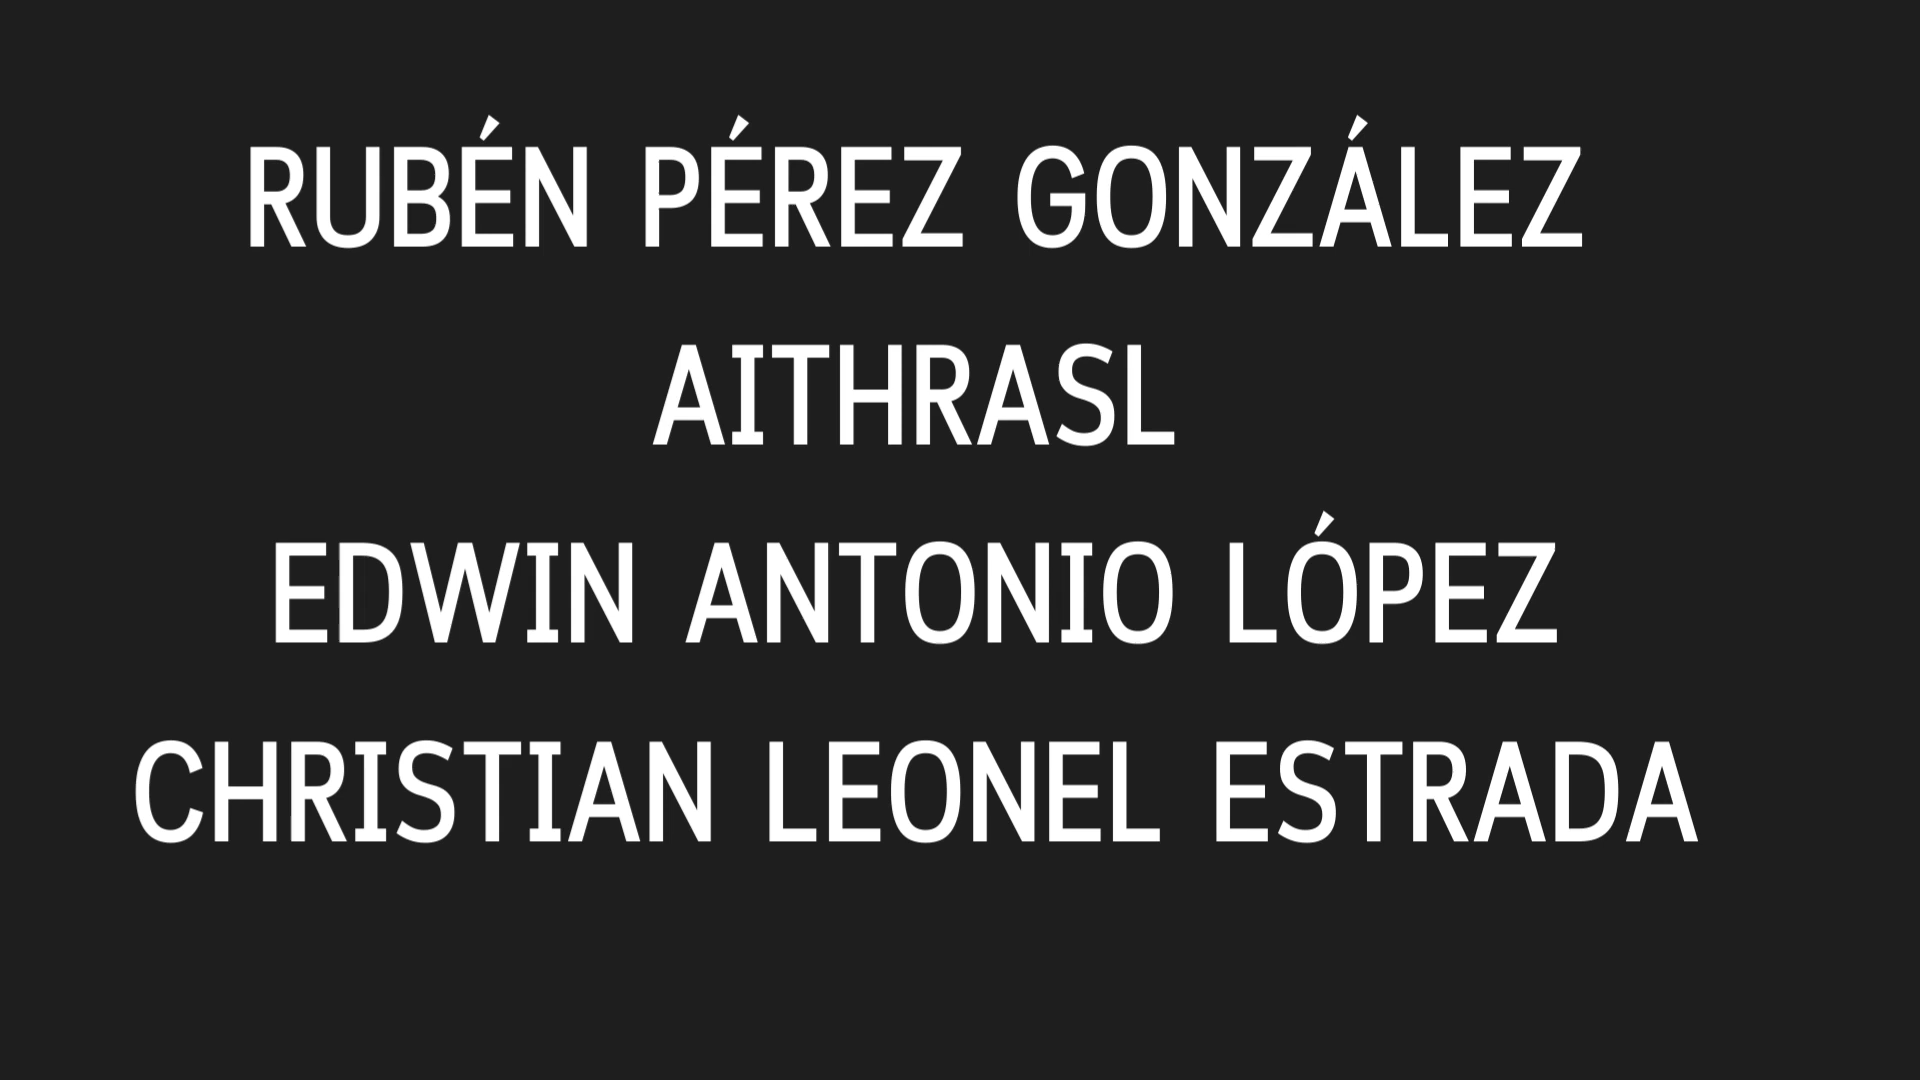 RUBÉN PÉREZ GONZÁLEZ
AITHRASL
EDWIN ANTONIO LÓPEZ
CHRISTIAN LEONEL ESTRADA